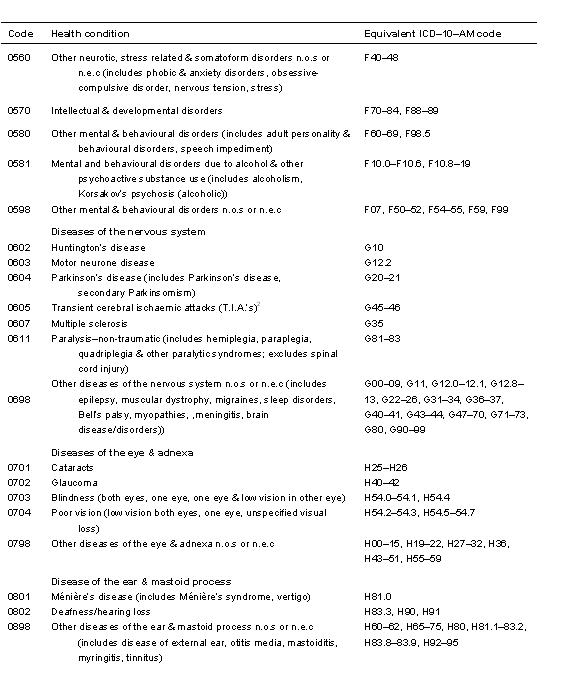 Code Health condition Equivalent ICD–10–AM code
0560 Other neurotic, stress related & somatoform disorders n.o.s or F40–48
n.e.c (includes phobic & anxiety disorders, obsessive-
compulsive disorder, nervous tension, stress)
0570 Intellectual & developmental disorders F70–84, F88–89
0580 Other mental & behavioural disorders (includes adult personality & F60–69, F98.5
behavioural disorders, speech impediment)
0581 Mental and behavioural disorders due to alcohol & other F10.0–F10.6, F10.8–19
psychoactive substance use (includes alcoholism,
Korsakov's psychosis (alcoholic))
0598 Other mental & behavioural disorders n.o.s or n.e.c F07, F50–52, F54–55, F59, F99
Diseases of the nervous system
0602 Huntington's disease G10
0603 Motor neurone disease G12.2
0604 Parkinson's disease (includes Parkinson's disease, G20–21
secondary Parkinsomism)
0605 Transient cerebral ischaemic attacks (T.I.A.'s)² G45–46
0607 Multiple sclerosis G35
0611 Paralysis–non-traumatic (includes hemiplegia, paraplegia, G81–83
quadriplegia & other paralytic syndromes; excludes spinal
cord injury)
Other diseases of the nervous system n.o.s or n.e.c (includes G00–09, G11, G12.0–12.1, G12.8–
0698 epilepsy, muscular dystrophy, migraines, sleep disorders, 13, G22–26, G31–34, G36–37,
Bell's palsy, myopathies, ,meningitis, brain G40–41, G43–44, G47–70, G71–73,
disease/disorders)) G80, G90–99
Diseases of the eye & adnexa
0701 Cataracts H25–H26
0702 Glaucoma H40–42
0703 Blindness (both eyes, one eye, one eye & low vision in other eye) H54.0–54.1, H54.4
0704 Poor vision (low vision both eyes, one eye, unspecified visual H54.2–54.3, H54.5–54.7
loss)
0798 Other diseases of the eye & adnexa n.o.s or n.e.c H00–15, H19–22, H27–32, H36,
H43–51, H55–59
Disease of the ear & mastoid process
0801 Ménière's disease (includes Ménière's syndrome, vertigo) H81.0
0802 Deafness/hearing loss H83.3, H90, H91
0898 Other diseases of the ear & mastoid process n.o.s or n.e.c H60–62, H65–75, H80, H81.1–83.2,
(includes disease of external ear, otitis media, mastoiditis, H83.8–83.9, H92–95
myringitis, tinnitus)